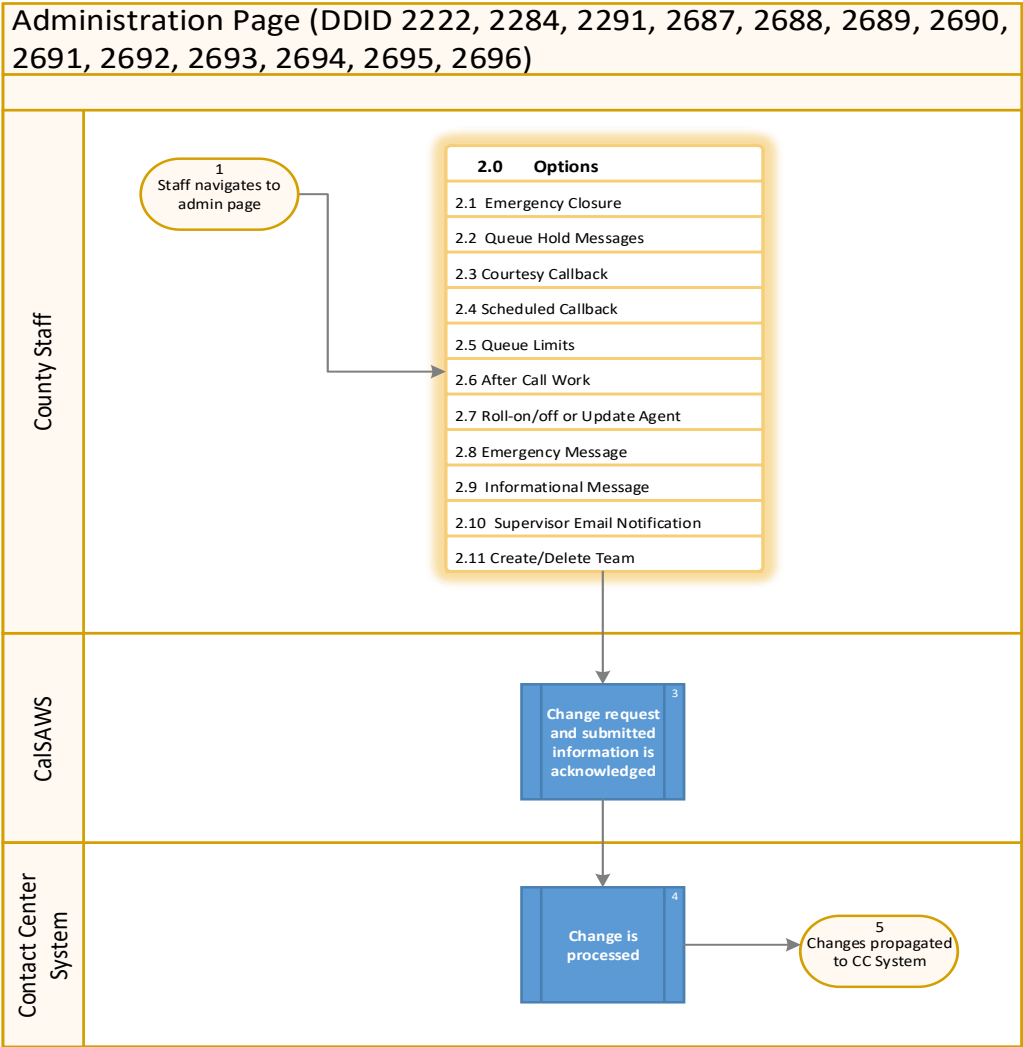 Administration Page (DDID 2222, 2284, 2291, 2687, 2688, 2689, 2690,
2691, 2692, 2693, 2694, 2695, 2696)
County Staff
1
Staff navigates to
admin page
2.0 Options
2.1 Emergency Closure
2.2 Queue Hold Messages
2.3 Courtesy Callback
2.4 Scheduled Callback
2.5 Queue Limits
2.6 After Call Work
2.7 Roll-on/off or Update Agent
2.8 Emergency Message
2.9 Informational Message
2.10 Supervisor Email Notification
2.11 Create/Delete Team
CalSAWS
3
Change request
and submitted
information is
acknowledged
Contact Center
System
4
Change is
processed
5
Changes propagated
to CC System